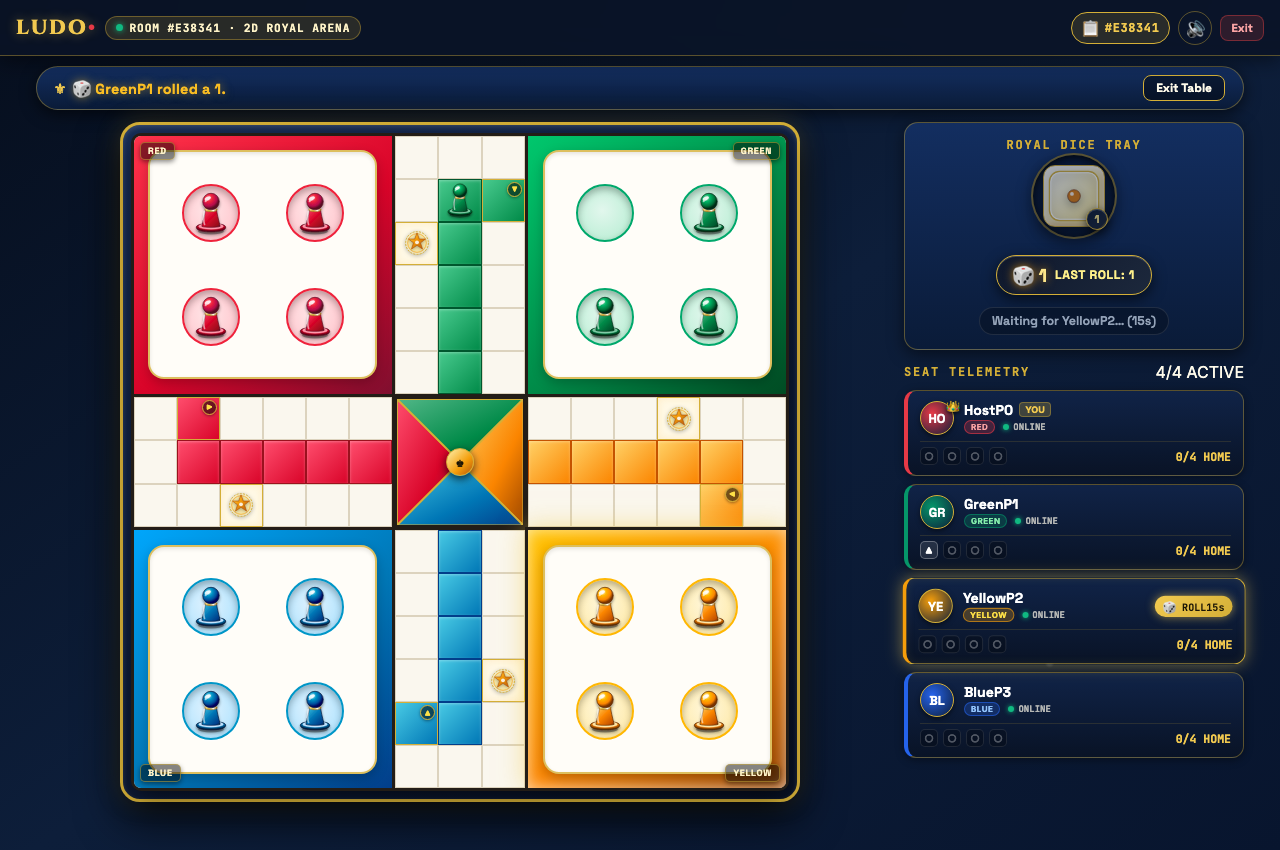 LUDO
ROOM #E38341 · 2D ROYAL ARENA
#E38341
Exit
GreenP1 rolled a 1.
Exit Table
RED
GREEN
BLUE
YELLOW
ROYAL DICE TRAY
1
1 LAST ROLL: 1
Waiting for YellowP2... (15s)
SEAT TELEMETRY
4/4 ACTIVE
HO
HostP0 YOU
RED ONLINE
0/4 HOME
GR
GreenP1
GREEN ONLINE
0/4 HOME
YE
YellowP2
YELLOW ONLINE
ROLL15s
0/4 HOME
BL
BlueP3
BLUE ONLINE
0/4 HOME